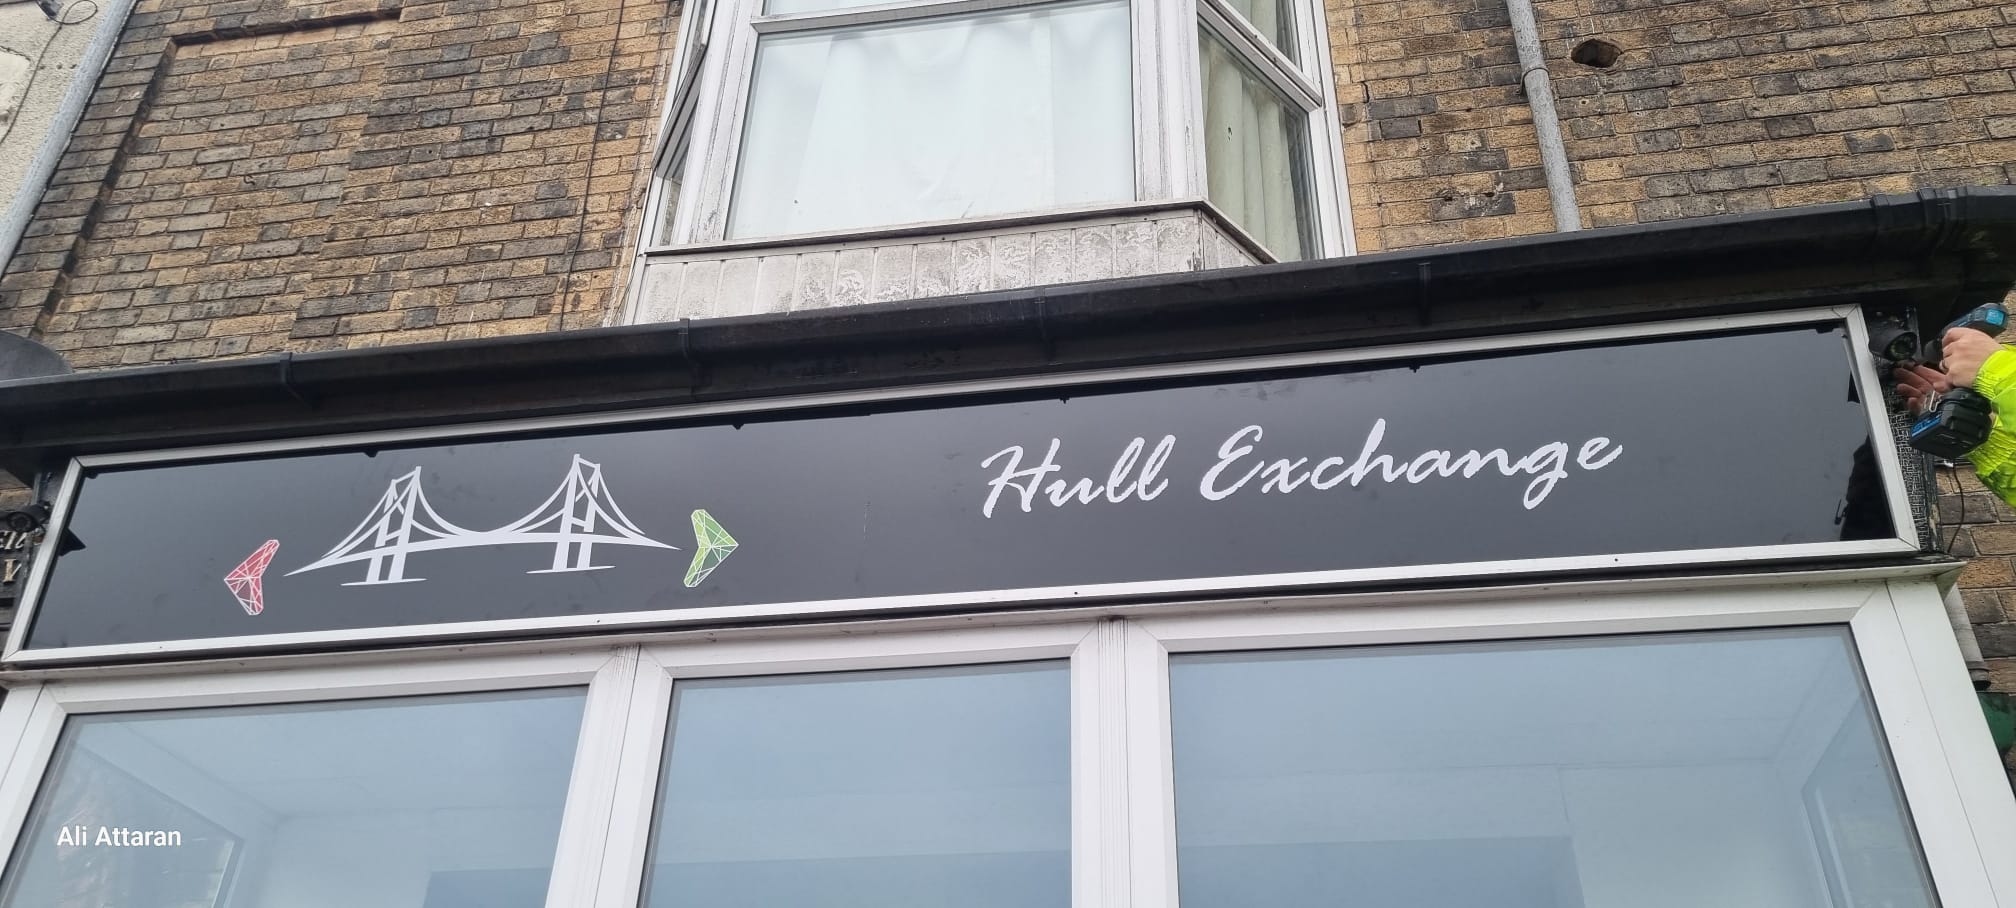 Hull Exchange
Ali Attaran